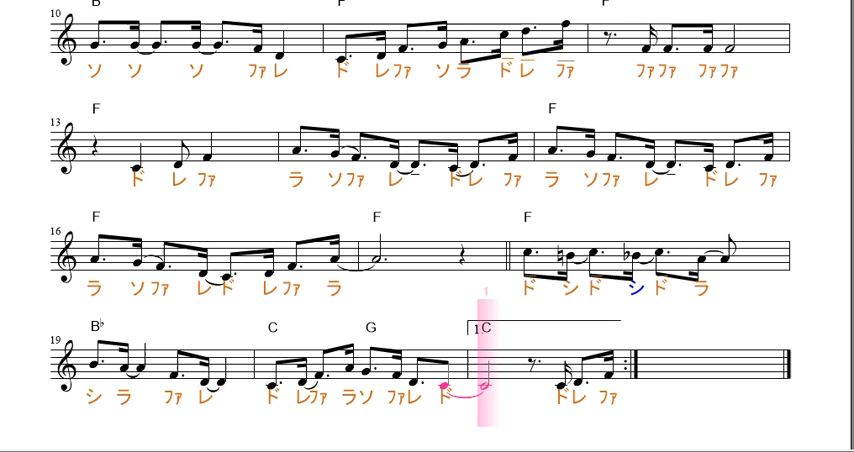 10
ソ ソ ソ ファ レ ド レ ファ ソ ラ ド レ ファ ファ ファ ファ ファ
F
13
ド レ ファ ラ ソ ファ レ ド レ ファ ラ ソ ファ レ ド レ ファ
F F
16
F F F
ラ ソ ファ レ ド レ ファ ラ ド シ ド シ ド ラ
1
19
B♭ C G 1 C
シ ラ ファ レ ド レ ファ ラ ソ ファ レ ド ド レ ファ